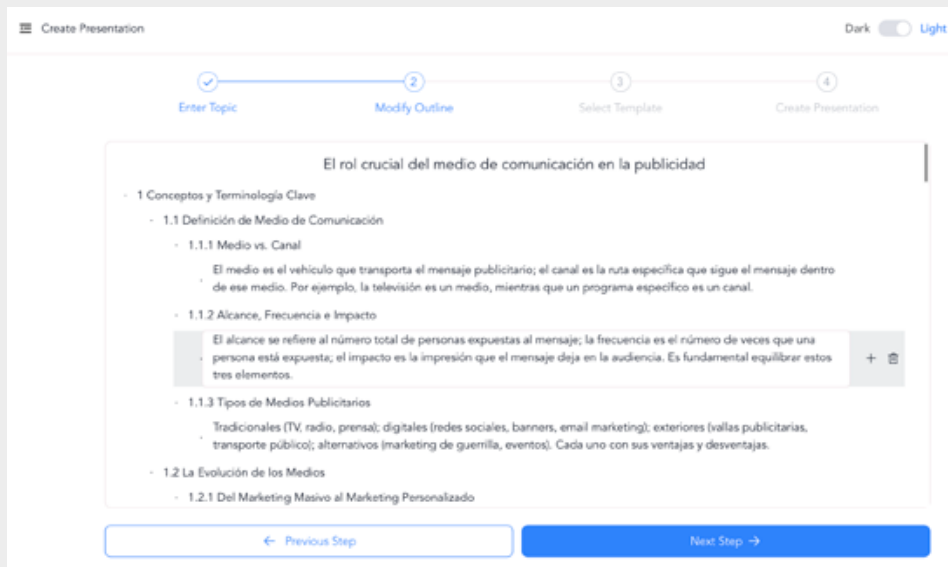 Create Presentation
Dark Light
2 3 4
Enter Topic Modify Outline Select Template Create Presentation
El rol crucial del medio de comunicación en la publicidad
1 Conceptos y Terminología Clave
1.1 Definición de Medio de Comunicación
1.1.1 Medio vs. Canal
El medio es el vehículo que transporta el mensaje publicitario; el canal es la ruta específica que sigue el mensaje dentro
de ese medio. Por ejemplo, la televisión es un medio, mientras que un programa específico es un canal.
1.1.2 Alcance, Frecuencia e Impacto
El alcance se refiere al número total de personas expuestas al mensaje; la frecuencia es el número de veces que una
persona está expuesta; el impacto es la impresión que el mensaje deja en la audiencia. Es fundamental equilibrar estos
tres elementos.
1.1.3 Tipos de Medios Publicitarios
Tradicionales (TV, radio, prensa); digitales (redes sociales, banners, email marketing); exteriores (vallas publicitarias,
transporte público); alternativos (marketing de guerrilla, eventos). Cada uno con sus ventajas y desventajas.
1.2 La Evolución de los Medios
1.2.1 Del Marketing Masivo al Marketing Personalizado
← Previous Step Next Step →